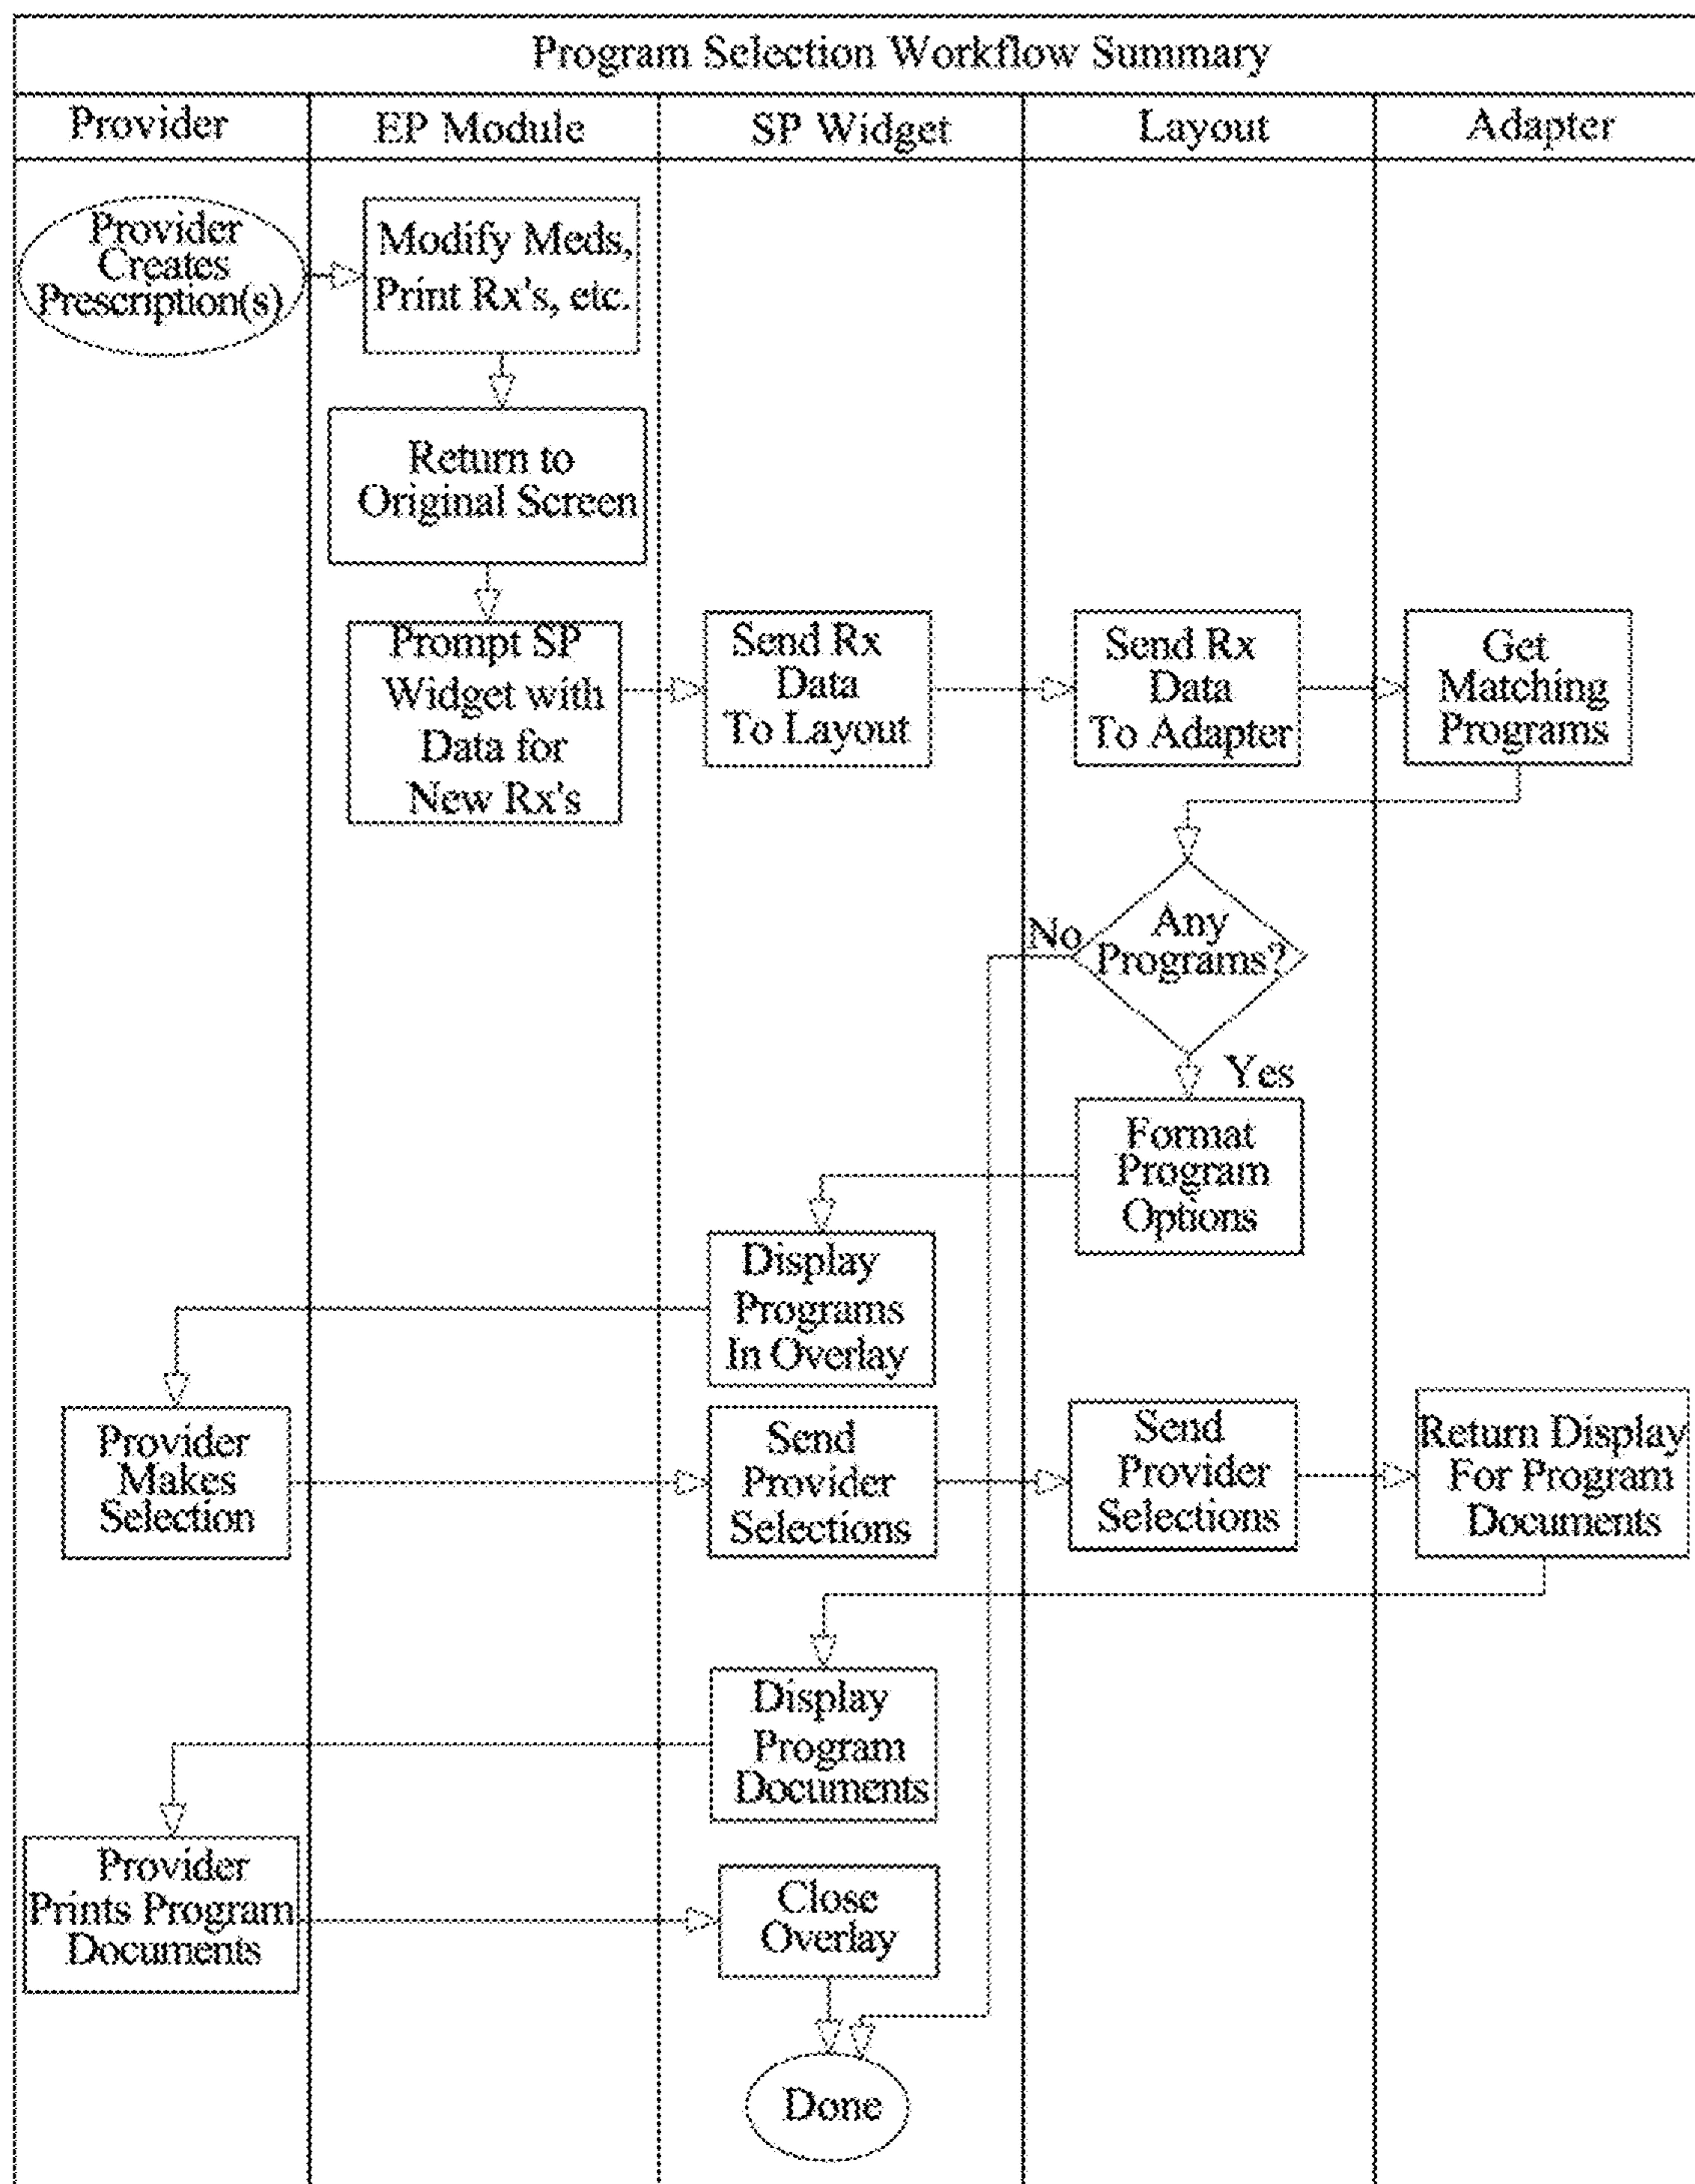 Program Selection Workflow Summary
Provider
EP Module
SP Widget
Layout
Adapter
Provider
Creates
Prescription(s)
Modify Meds,
Print Rx's, etc.
Return to
Original Screen
Prompt SP
Widget with
Data for
New Rx's
Send Rx
Data
To Layout
Send Rx
Data
To Adapter
Get
Matching
Programs
Any
Programs?
No
Yes
Format
Program
Options
Display
Programs
In Overlay
Provider
Makes
Selection
Send
Provider
Selections
Send
Provider
Selections
Return Display
For Program
Documents
Display
Program
Documents
Provider
Prints Program
Documents
Close
Overlay
Done